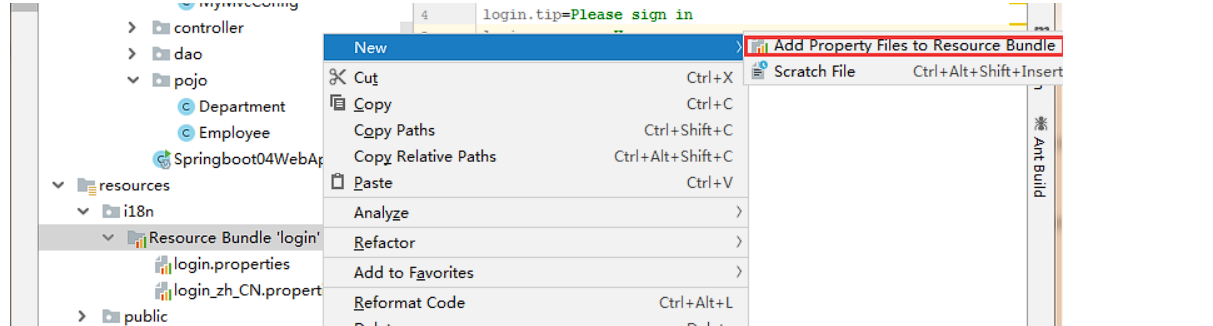 MyMvcConfig
controller
dao
pojo
Department
Employee
Springboot04WebAp
resources
i18n
Resource Bundle 'login'
login.properties
login_zh_CN.propert
public
4 login.tip=Please sign in
New
Cut Ctrl+X
Copy Ctrl+C
Copy Paths Ctrl+Shift+C
Copy Relative Paths Ctrl+Alt+Shift+C
Paste Ctrl+V
Analyze
Refactor
Add to Favorites
Reformat Code Ctrl+Alt+L
Add Property Files to Resource Bundle
Scratch File Ctrl+Alt+Shift+Insert
Ant Build